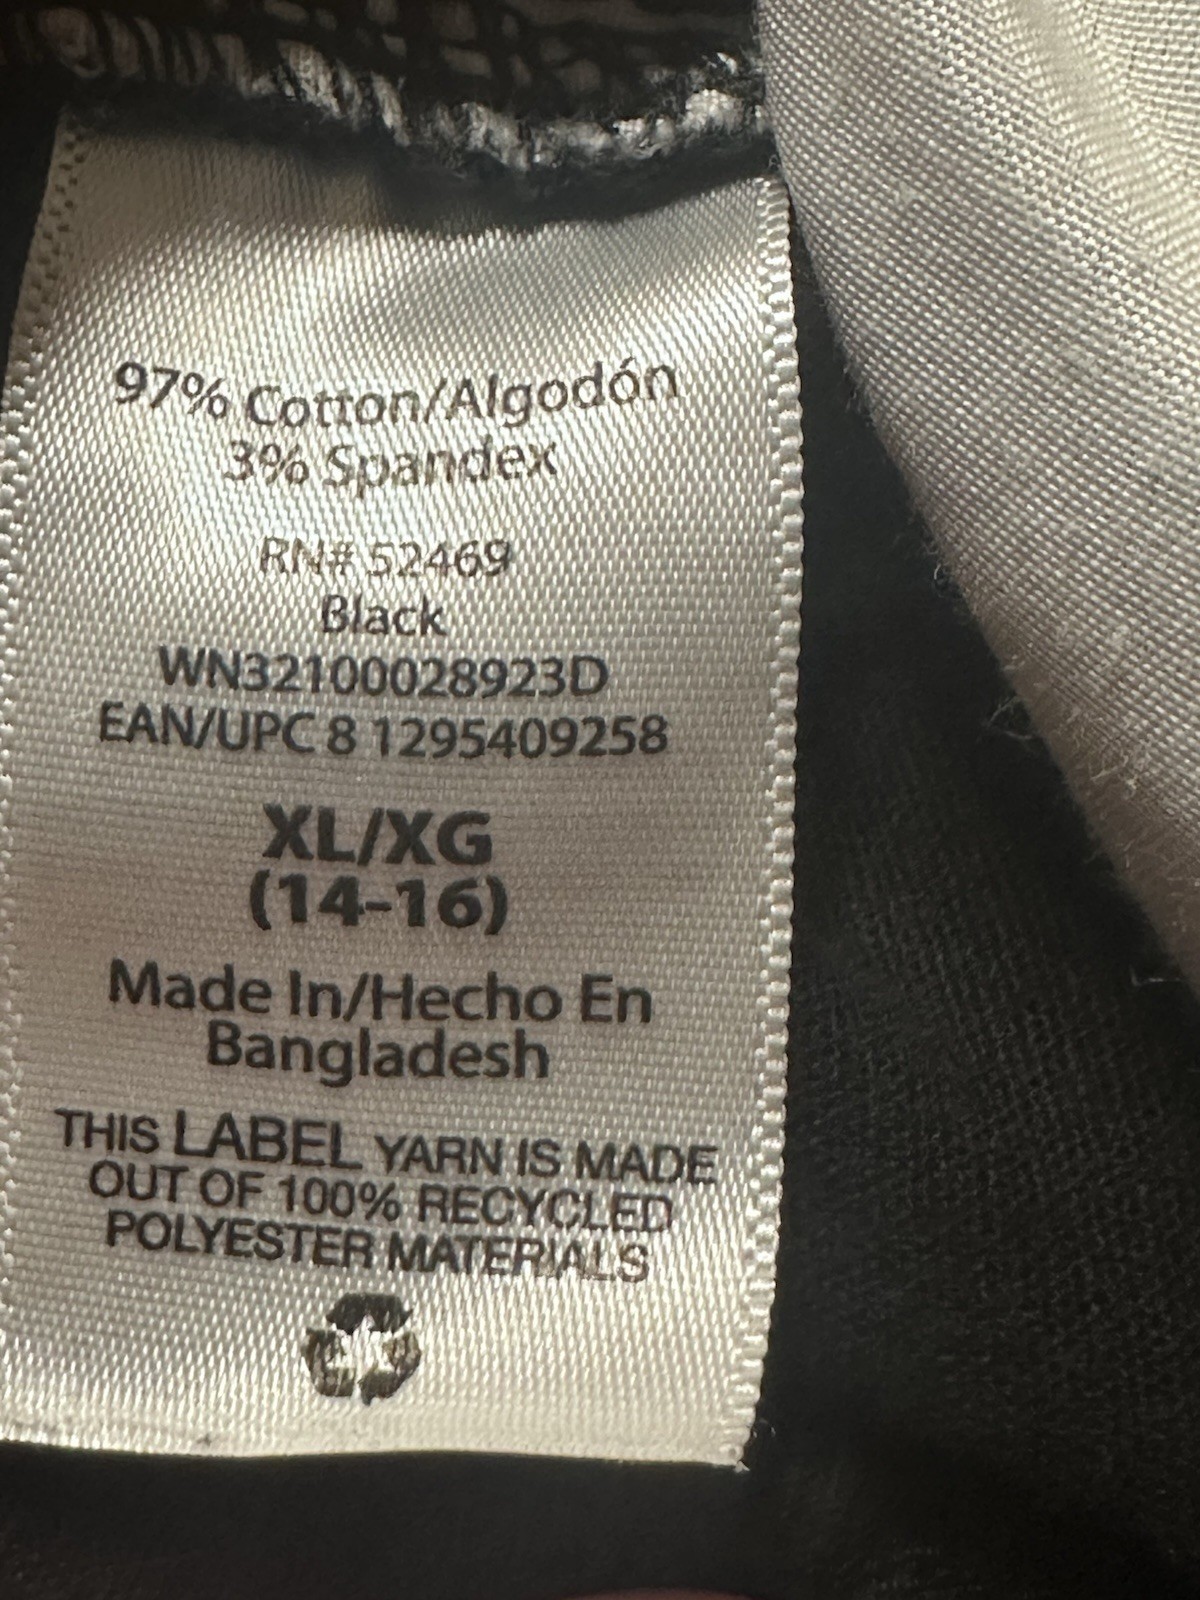 97% Cotton/Algodón
3% Spandex
RN# 52469
Black
WN32100028923D
EAN/UPC 8 1295409258
XL/XG
(14-16)
Made In/Hecho En
Bangladesh
THIS LABEL YARN IS MADE
OUT OF 100% RECYCLED
POLYESTER MATERIALS